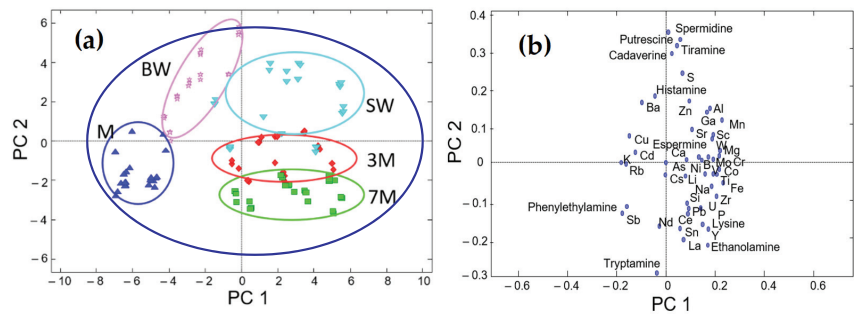 (a)
BW
SW
M
3M
7M
PC 2
6
4
2
0
−2
−4
−6
−10 −8 −6 −4 −2 0 2 4 6 8 10
PC 1
(b)
Spermidine
Putrescine
Tiramine
Cadaverine
S
Histamine
Ba Zn Al
Ga Mn
Sr Sc
Cu Espermine W
Cd Ca Mg
K As B Mo Cr
Rb Ni Co
Cs Li Ti
Na Fe
Si Zr
Phenylethylamine Pb U
Sb Nd Ce P
Lysine
Sn Y
La Ethanolamine
Tryptamine
PC 2
0.4
0.3
0.2
0.1
0
−0.1
−0.2
−0.3
−0.6 −0.4 −0.2 0.0 0.2 0.4 0.6
PC 1